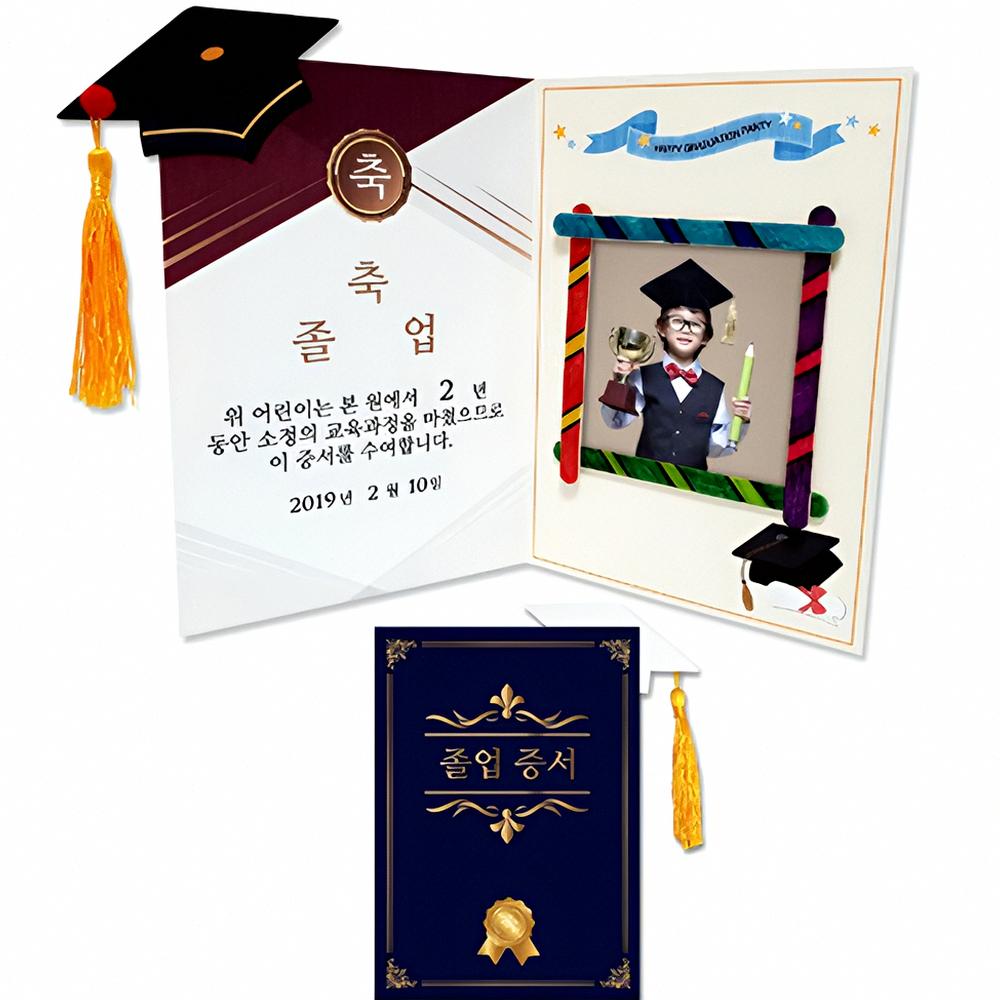 축
축
졸 업
위 어린이는 본 원에서 2 년
동안 소정의 교육과정을 마쳤으므로
이 증서를 수여합니다.
2019년 2 월 10일
HAPPY GRADUATION PARTY
졸업 증서